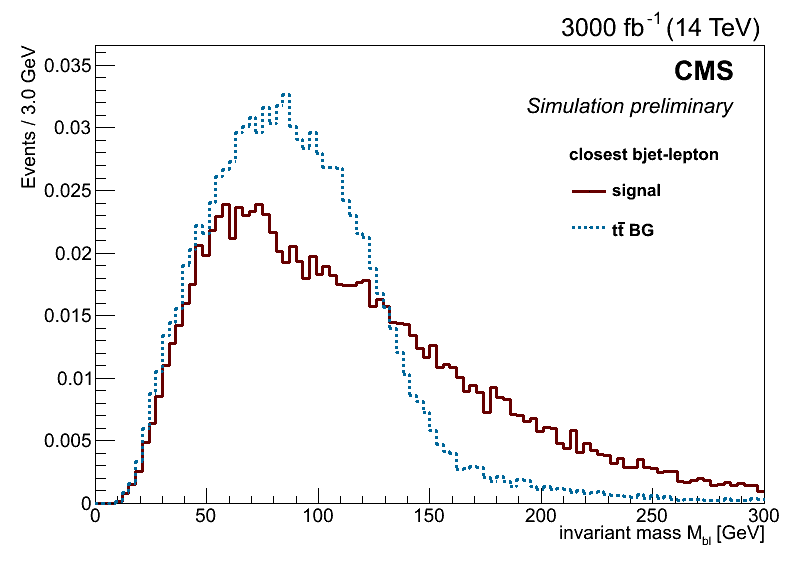 3000 fb⁻¹ (14 TeV)
Events / 3.0 GeV
0.035
0.03
0.025
0.02
0.015
0.01
0.005
0
CMS
Simulation preliminary
closest bjet-lepton
signal
tt̄ BG
0 50 100 150 200 250 300
invariant mass M_bl [GeV]